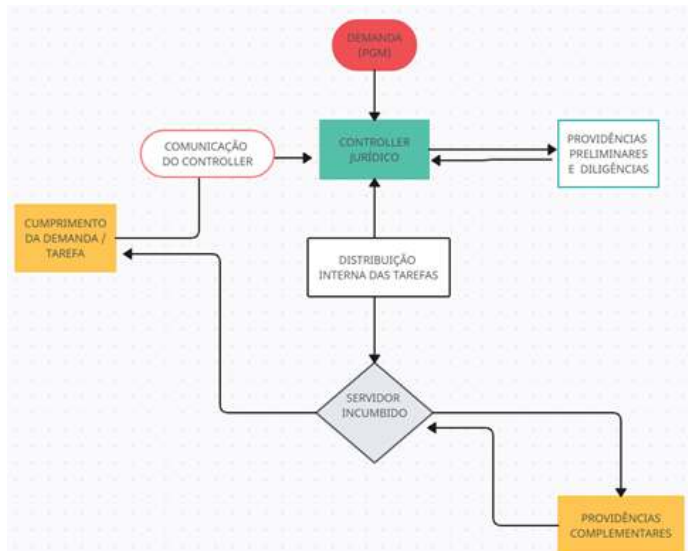 DEMANDA
(PGM)
COMUNICAÇÃO
DO CONTROLLER
CONTROLLER
JURÍDICO
PROVIDÊNCIAS
PRELIMINARES
E DILIGÊNCIAS
CUMPRIMENTO
DA DEMANDA /
TAREFA
DISTRIBUIÇÃO
INTERNA DAS TAREFAS
SERVIDOR
INCUMBIDO
PROVIDÊNCIAS
COMPLEMENTARES